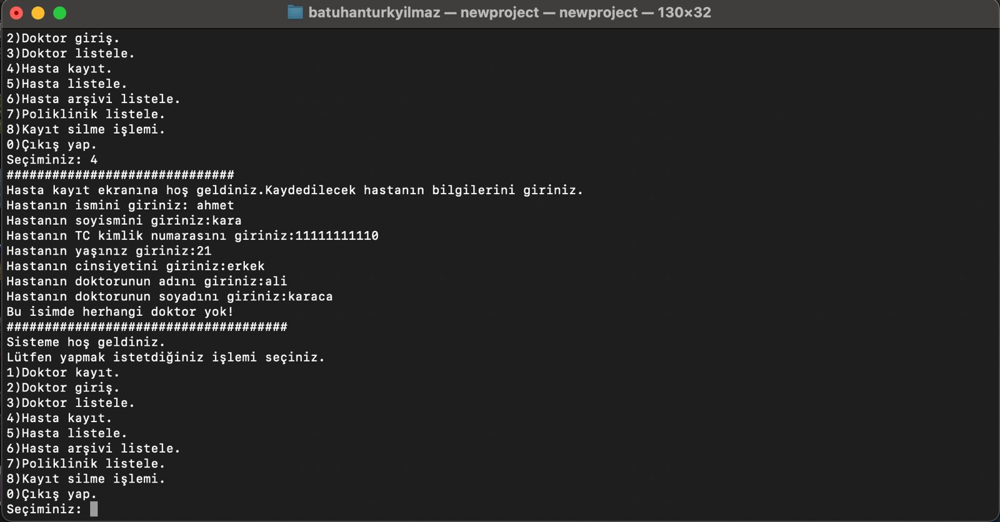 batuhanturkyilmaz — newproject — newproject — 130×32
2)Doktor giriş.
3)Doktor listele.
4)Hasta kayıt.
5)Hasta listele.
6)Hasta arşivi listele.
7)Poliklinik listele.
8)Kayıt silme işlemi.
0)Çıkış yap.
Seçiminiz: 4
##############################
Hasta kayıt ekranına hoş geldiniz.Kaydedilecek hastanın bilgilerini giriniz.
Hastanın ismini giriniz: ahmet
Hastanın soyismini giriniz:kara
Hastanın TC kimlik numarasını giriniz:11111111110
Hastanın yaşınız giriniz:21
Hastanın cinsiyetini giriniz:erkek
Hastanın doktorunun adını giriniz:ali
Hastanın doktorunun soyadını giriniz:karaca
Bu isimde herhangi doktor yok!
#####################################
Sisteme hoş geldiniz.
Lütfen yapmak istetdiğiniz işlemi seçiniz.
1)Doktor kayıt.
2)Doktor giriş.
3)Doktor listele.
4)Hasta kayıt.
5)Hasta listele.
6)Hasta arşivi listele.
7)Poliklinik listele.
8)Kayıt silme işlemi.
0)Çıkış yap.
Seçiminiz: